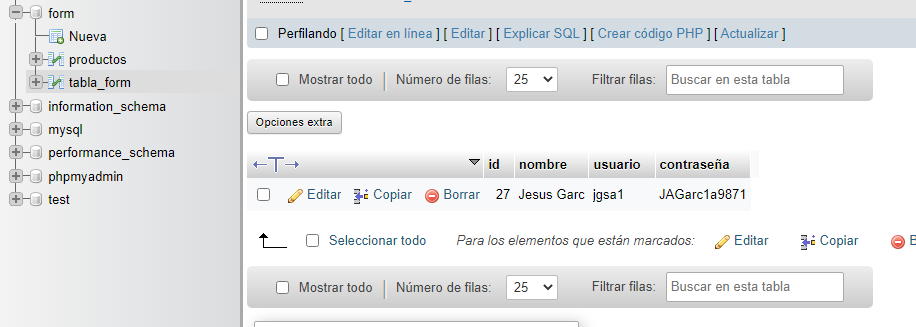 form
Nueva
productos
tabla_form
information_schema
mysql
performance_schema
phpmyadmin
test
Perfilando [ Editar en línea ] [ Editar ] [ Explicar SQL ] [ Crear código PHP ] [ Actualizar ]
Mostrar todo | Número de filas: 25 Filtrar filas: Buscar en esta tabla
Opciones extra
←T→ id nombre usuario contraseña
Editar Copiar Borrar 27 Jesus Garc jgsa1 JAGarc1a9871
Seleccionar todo Para los elementos que están marcados: Editar Copiar B
Mostrar todo | Número de filas: 25 Filtrar filas: Buscar en esta tabla